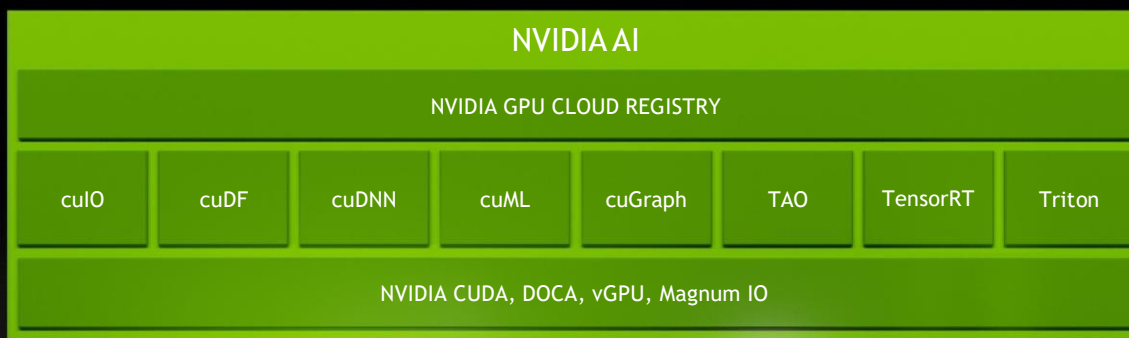 NVIDIA AI
NVIDIA GPU CLOUD REGISTRY
cuIO cuDF cuDNN cuML cuGraph TAO TensorRT Triton
NVIDIA CUDA, DOCA, vGPU, Magnum IO